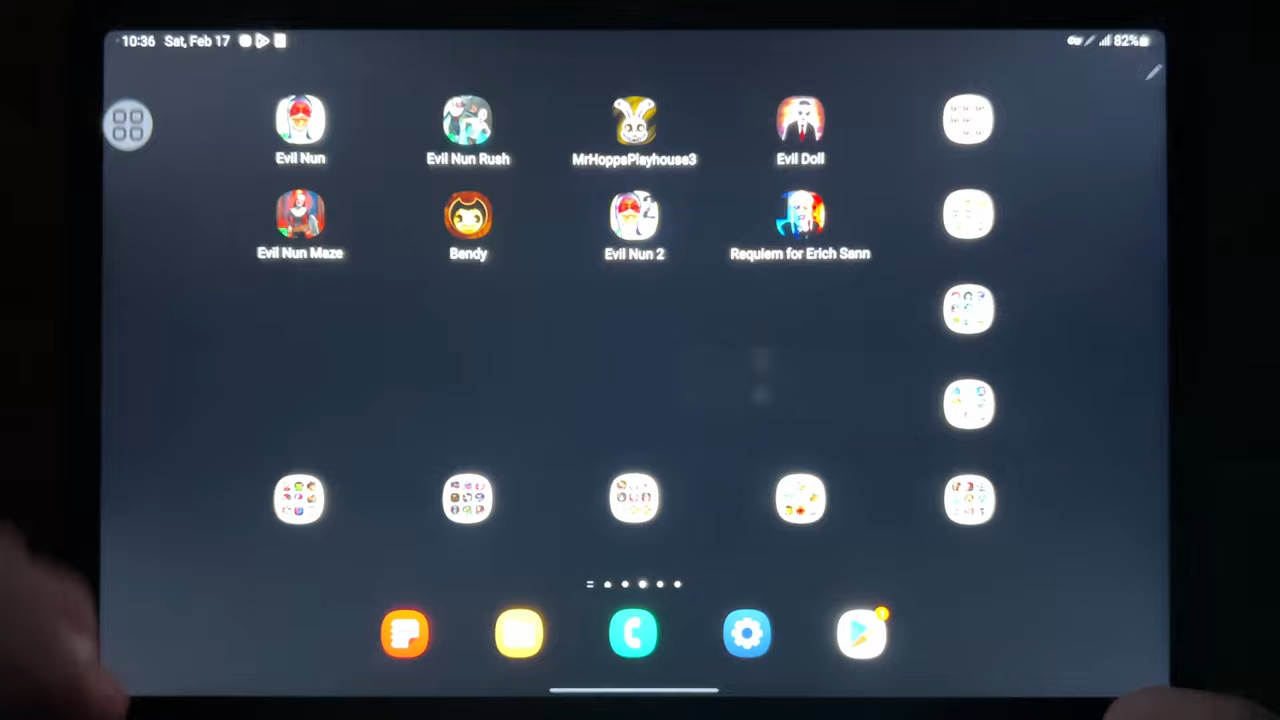 10:36 Sat, Feb 17
82%
Evil Nun
Evil Nun Rush
MrHoppsPlayhouse3
Evil Doll
Evil Nun Maze
Bendy
Evil Nun 2
Requiem for Erich Sann